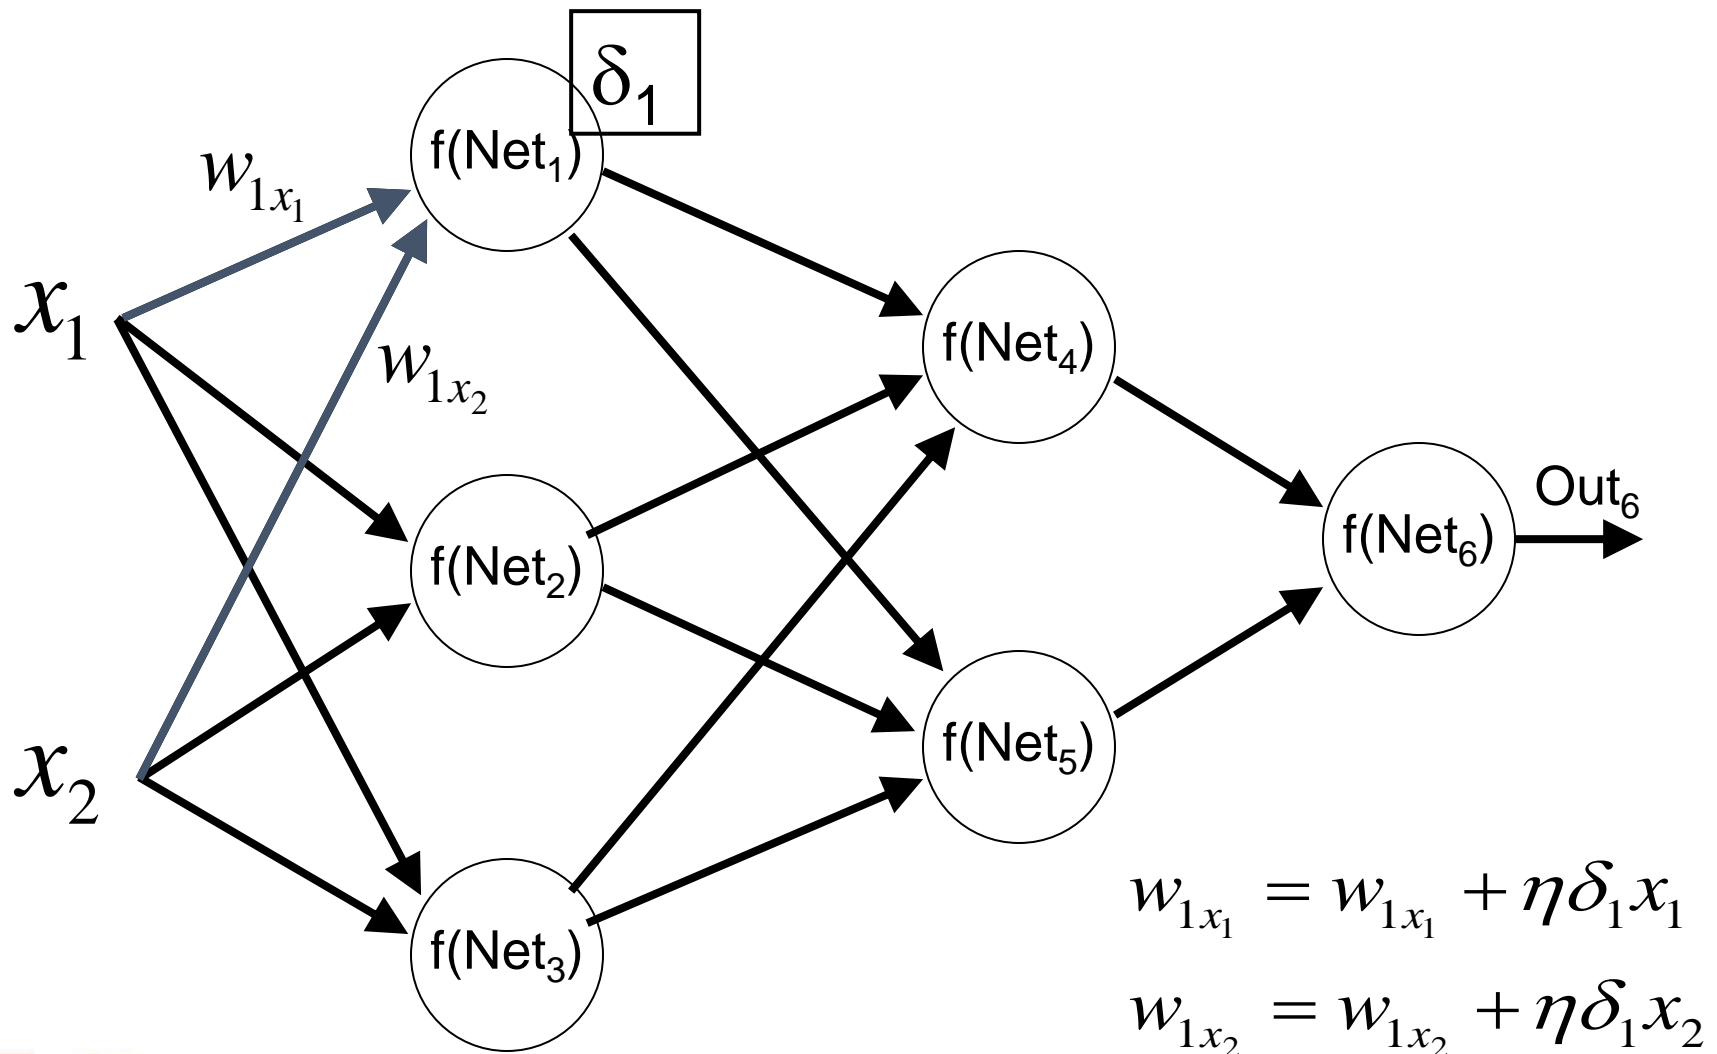 δ₁
f(Net₁)
w₁ₓ₁
x₁
w₁ₓ₂
f(Net₄)
Out₆
f(Net₂)
f(Net₆)
x₂
f(Net₅)
f(Net₃)
w₁ₓ₁ = w₁ₓ₁ + ηδ₁x₁
w₁ₓ₂ = w₁ₓ₂ + ηδ₁x₂